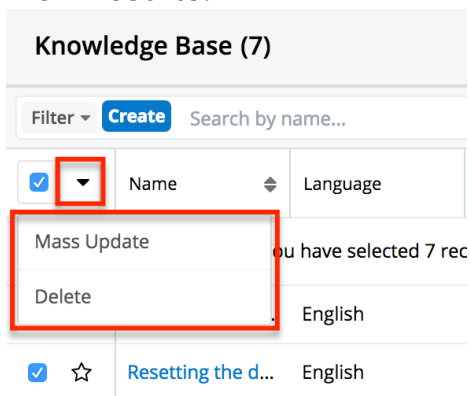 Knowledge Base (7)
Filter Create Search by name...
Name Language
Mass Update
you have selected 7 rec
Delete
English
Resetting the d... English